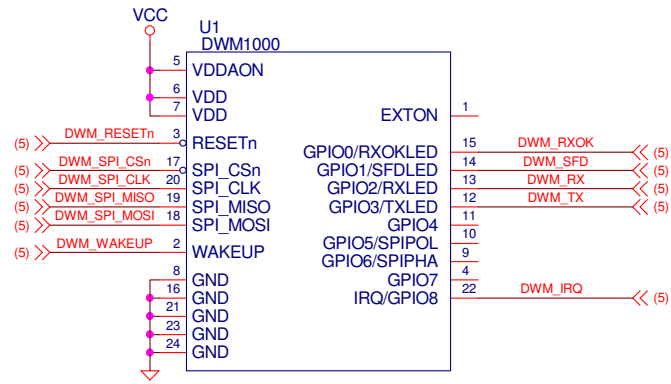 VCC
U1
DWM1000
5 VDDAON
6 VDD
7 VDD
EXTON 1
(5) DWM_RESETn 3 RESETn
GPIO0/RXOKLED 15 DWM_RXOK (5)
(5) DWM_SPI_CSn 17 SPI_CSn
GPIO1/SFDLED 14 DWM_SFD (5)
(5) DWM_SPI_CLK 20 SPI_CLK
GPIO2/RXLED 13 DWM_RX (5)
(5) DWM_SPI_MISO 19 SPI_MISO
GPIO3/TXLED 12 DWM_TX (5)
(5) DWM_SPI_MOSI 18 SPI_MOSI
GPIO4 11
GPIO5/SPIPOL 10
(5) DWM_WAKEUP 2 WAKEUP
GPIO6/SPIPHA 9
8 GND
GPIO7 4
16 GND
IRQ/GPIO8 22 DWM_IRQ (5)
21 GND
23 GND
24 GND